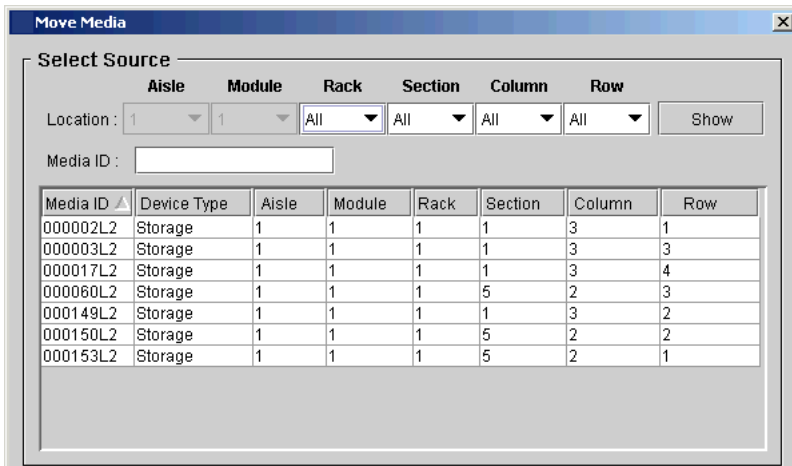 Move Media
Select Source
Aisle Module Rack Section Column Row
Location : 1 1 All All All All Show
Media ID :
Media ID Device Type Aisle Module Rack Section Column Row
000002L2 Storage 1 1 1 1 3 1
000003L2 Storage 1 1 1 1 3 3
000017L2 Storage 1 1 1 1 3 4
000060L2 Storage 1 1 1 5 2 3
000149L2 Storage 1 1 1 1 3 2
000150L2 Storage 1 1 1 5 2 2
000153L2 Storage 1 1 1 5 2 1